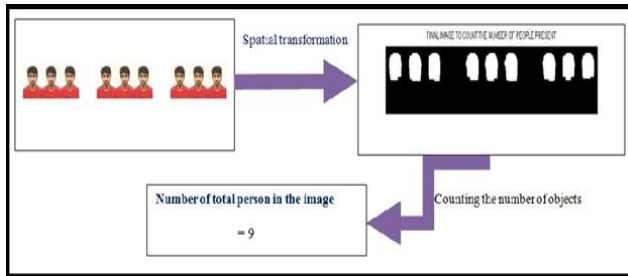 Spatial transformation
FINAL IMAGE TO COUNT THE NUMBER OF PEOPLE PRESENT
Number of total person in the image
= 9
Counting the number of objects